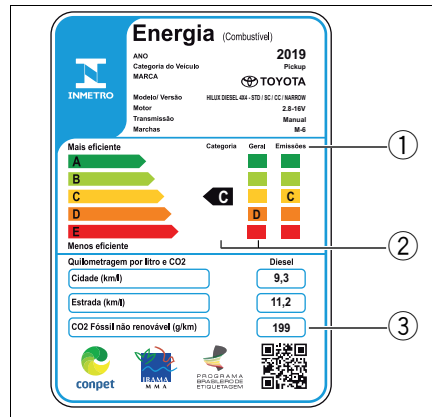 Energia (Combustível)
ANO 2019
Categoria do Veículo Pickup
MARCA TOYOTA
INMETRO
Modelo/ Versão HILUX DIESEL 4X4 - STD / SC / CC / NARROW
Motor 2.8-16V
Transmissão Manual
Marchas M-6
Mais eficiente Categoria Geral Emissões 1
A
B
C C C
D D
E
Menos eficiente 2
Quilometragem por litro e CO2 Diesel
Cidade (km/l) 9,3
Estrada (km/l) 11,2
CO2 Fóssil não renovável (g/km) 199 3
conpet
IBAMA
M M A
PROGRAMA
BRASILEIRO DE
ETIQUETAGEM